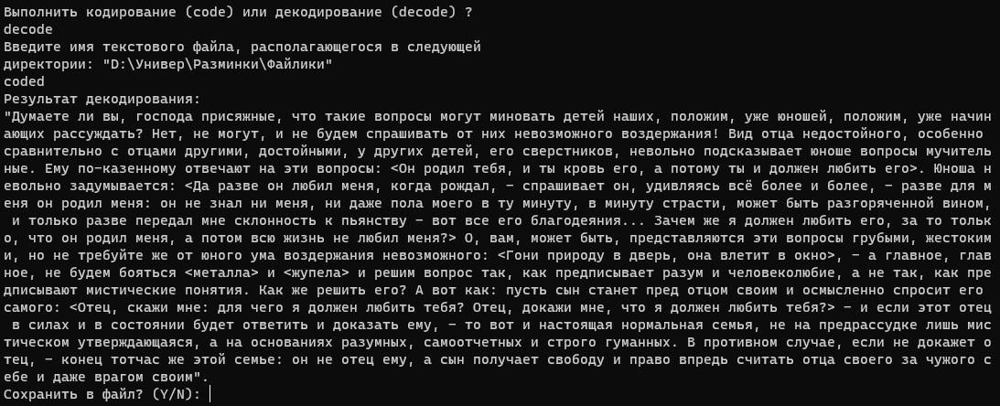 Выполнить кодирование (code) или декодирование (decode) ?
decode
Введите имя текстового файла, располагающегося в следующей
директории: "D:\Универ\Разминки\Файлики"
coded
Результат декодирования:
"Думаете ли вы, господа присяжные, что такие вопросы могут миновать детей наших, положим, уже юношей, положим, уже начин
ающих рассуждать? Нет, не могут, и не будем спрашивать от них невозможного воздержания! Вид отца недостойного, особенно
сравнительно с отцами другими, достойными, у других детей, его сверстников, невольно подсказывает юноше вопросы мучитель
ные. Ему по-казенному отвечают на эти вопросы: <Он родил тебя, и ты кровь его, а потому ты и должен любить его>. Юноша н
евольно задумывается: <Да разве он любил меня, когда рождал, - спрашивает он, удивляясь всё более и более, - разве для м
еня он родил меня: он не знал ни меня, ни даже пола моего в ту минуту, в минуту страсти, может быть разгоряченной вином,
 и только разве передал мне склонность к пьянству - вот все его благодеяния... Зачем же я должен любить его, за то тольк
о, что он родил меня, а потом всю жизнь не любил меня?> О, вам, может быть, представляются эти вопросы грубыми, жестоким
и, но не требуйте же от юного ума воздержания невозможного: <Гони природу в дверь, она влетит в окно>, - а главное, глав
ное, не будем бояться <металла> и <жупела> и решим вопрос так, как предписывает разум и человеколюбие, а не так, как пре
дписывают мистические понятия. Как же решить его? А вот как: пусть сын станет пред отцом своим и осмысленно спросит его
самого: <Отец, скажи мне: для чего я должен любить тебя? Отец, докажи мне, что я должен любить тебя?> - и если этот отец
 в силах и в состоянии будет ответить и доказать ему, - то вот и настоящая нормальная семья, не на предрассудке лишь мис
тическом утверждающаяся, а на основаниях разумных, самоотчетных и строго гуманных. В противном случае, если не докажет о
тец, - конец тотчас же этой семье: он не отец ему, а сын получает свободу и право впредь считать отца своего за чужого с
ебе и даже врагом своим".
Сохранить в файл? (Y/N):